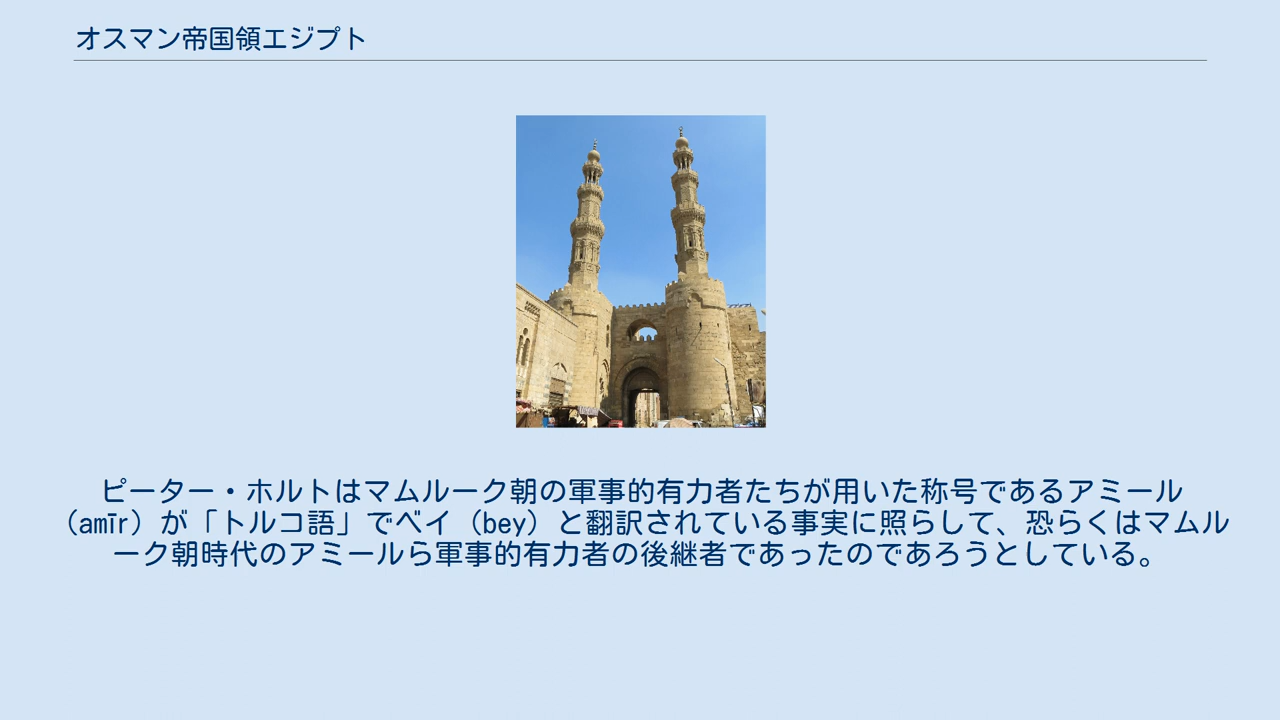 オスマン帝国領エジプト
ピーター・ホルトはマムルーク朝の軍事的有力者たちが用いた称号であるアミール
（amīr）が「トルコ語」でベイ（bey）と翻訳されている事実に照らして、恐らくはマムル
ーク朝時代のアミールら軍事的有力者の後継者であったのであろうとしている。